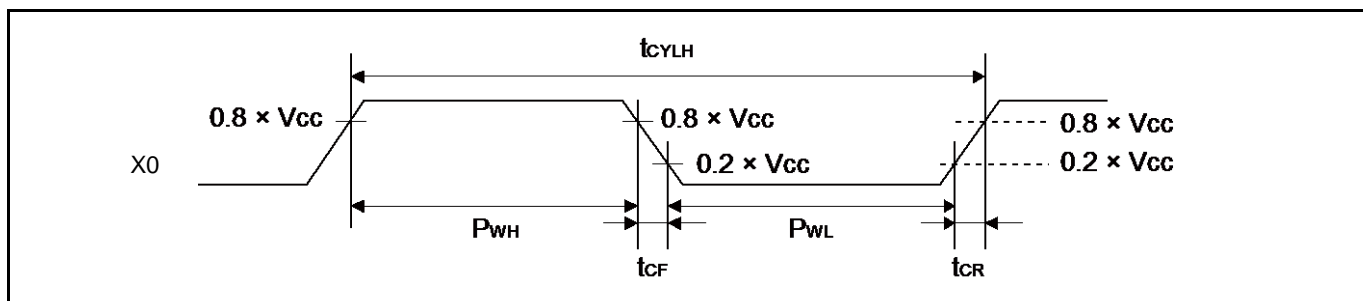 tCYLH
0.8 × VCC
0.8 × VCC
0.8 × VCC
X0
0.2 × VCC
0.2 × VCC
PWH
PWL
tCF
tCR